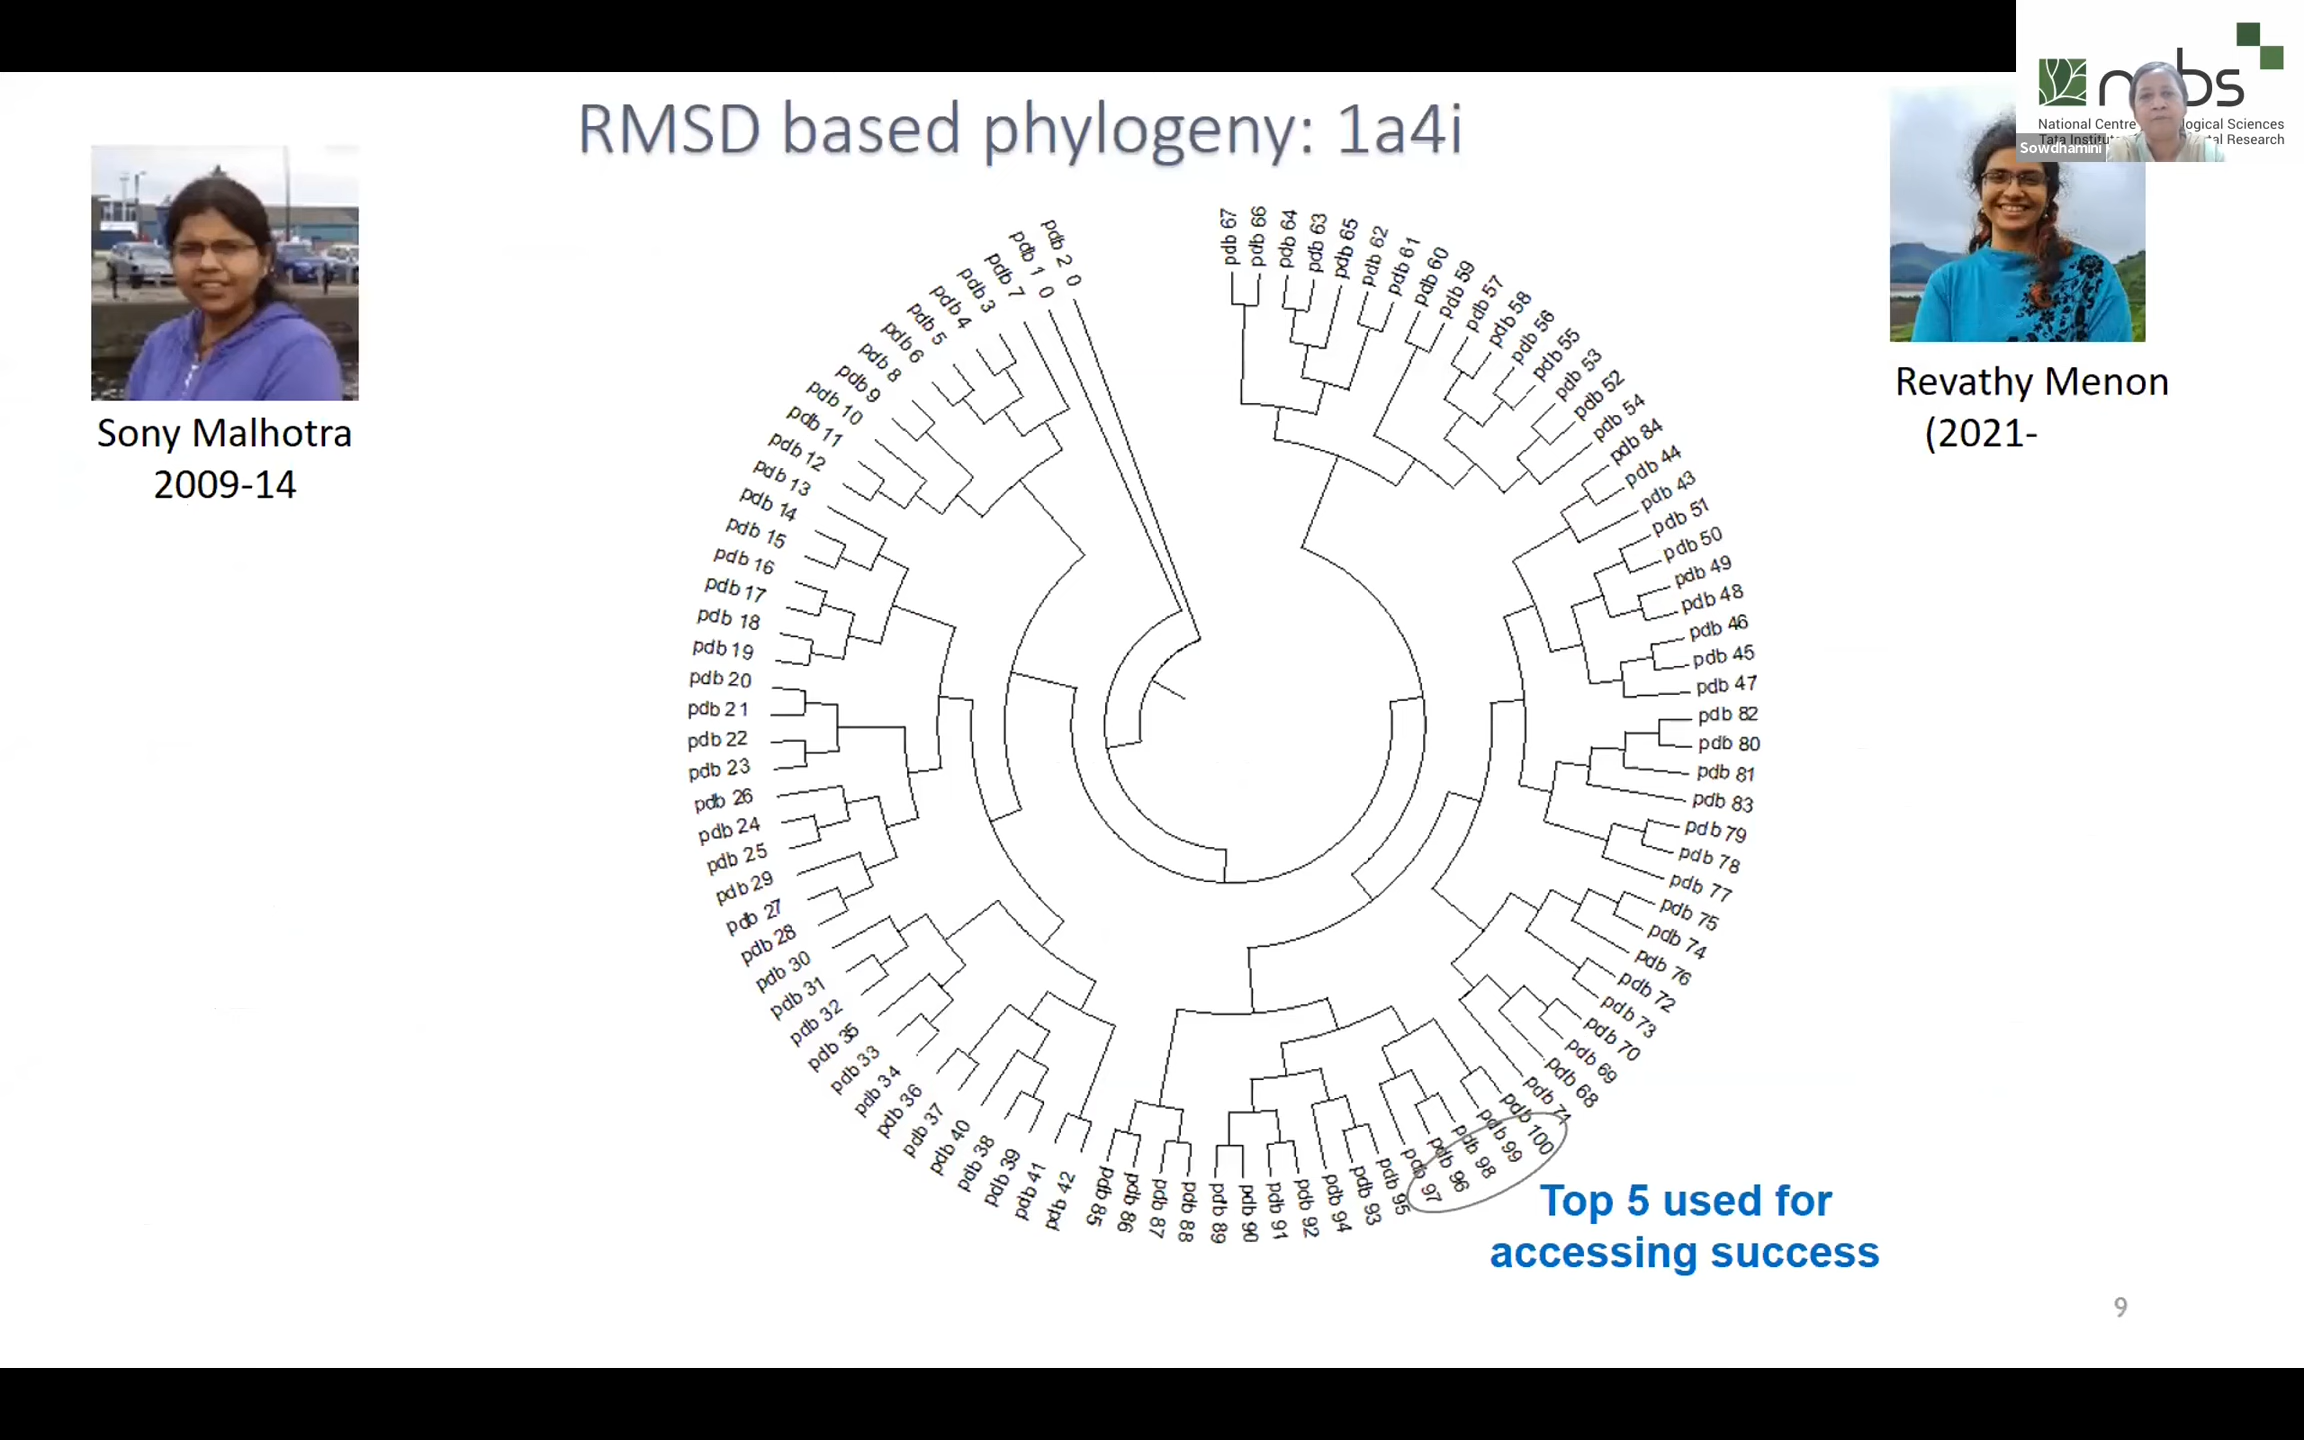 RMSD based phylogeny: 1a4i
National Centre
logical Sciences
Tata
Research
Sowdhamini
Sony Malhotra
2009-14
Revathy Menon
(2021-
pdb 2 0
pdb 1 0
pdb 7
pdb 3
pdb 4
pdb 5
pdb 6
pdb 8
pdb 9
pdb 10
pdb 11
pdb 12
pdb 13
pdb 14
pdb 15
pdb 16
pdb 17
pdb 18
pdb 19
pdb 20
pdb 21
pdb 22
pdb 23
pdb 26
pdb 24
pdb 25
pdb 29
pdb 27
pdb 28
pdb 30
pdb 31
pdb 32
pdb 35
pdb 33
pdb 34
pdb 36
pdb 37
pdb 40
pdb 38
pdb 39
pdb 41
pdb 42
pdb 85
pdb 86
pdb 87
pdb 88
pdb 89
pdb 90
pdb 91
pdb 92
pdb 94
pdb 93
pdb 95
pdb 97
pdb 96
pdb 98
pdb 99
pdb 100
pdb 71
pdb 68
pdb 69
pdb 70
pdb 73
pdb 72
pdb 76
pdb 74
pdb 75
pdb 77
pdb 78
pdb 79
pdb 83
pdb 81
pdb 80
pdb 82
pdb 47
pdb 45
pdb 46
pdb 48
pdb 49
pdb 50
pdb 51
pdb 43
pdb 44
pdb 84
pdb 54
pdb 52
pdb 53
pdb 55
pdb 56
pdb 58
pdb 57
pdb 59
pdb 60
pdb 61
pdb 62
pdb 65
pdb 63
pdb 64
pdb 66
pdb 67
Top 5 used for
accessing success
9